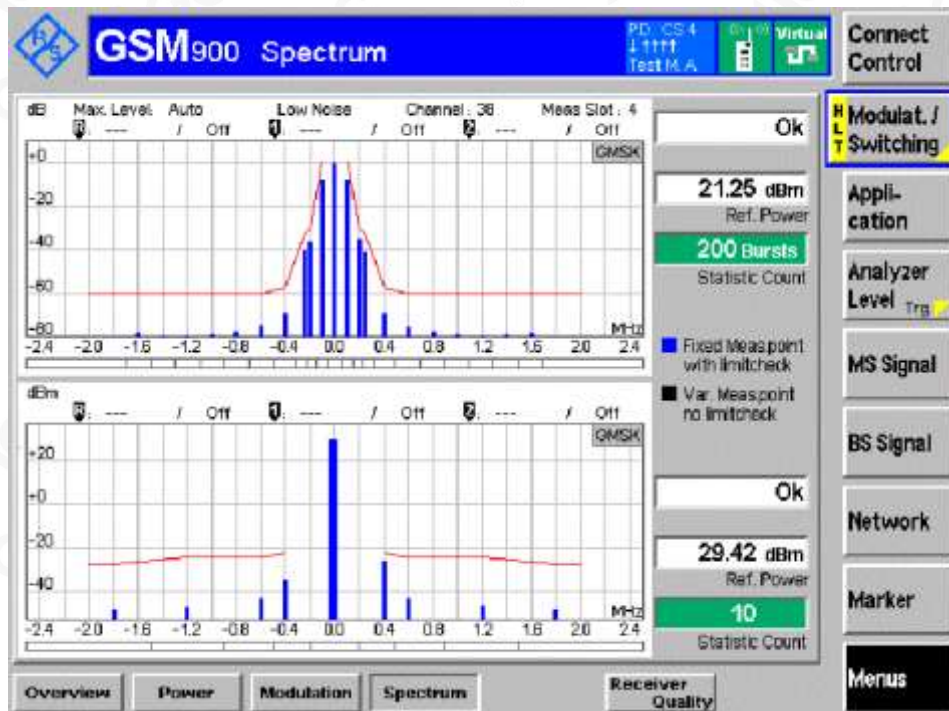 R&S
GSM900 Spectrum
PD: CS 4
↓↑↑↑↑
Test M. A
Virtual
Connect
Control
HLT
Modulat. /
Switching
Appli-
cation
Analyzer
Level Trg
MS Signal
BS Signal
Network
Marker
Menus
dB Max. Level: Auto Low Noise Channel: 38 Meas Slot: 4
R: --- / Off 1: --- / Off 2: --- / Off
GMSK
+0
-20
-40
-60
-80
MHz
-2.4 -2.0 -1.6 -1.2 -0.8 -0.4 0.0 0.4 0.8 1.2 1.6 2.0 2.4
Ok
21.25 dBm
Ref. Power
200 Bursts
Statistic Count
Fixed Meas.point
with limitcheck
Var. Meas.point
no limitcheck
dBm
R: --- / Off 1: --- / Off 2: --- / Off
GMSK
+20
+0
-20
-40
MHz
-2.4 -2.0 -1.6 -1.2 -0.8 -0.4 0.0 0.4 0.8 1.2 1.6 2.0 2.4
Ok
29.42 dBm
Ref. Power
10
Statistic Count
Overview
Power
Modulation
Spectrum
Receiver
Quality